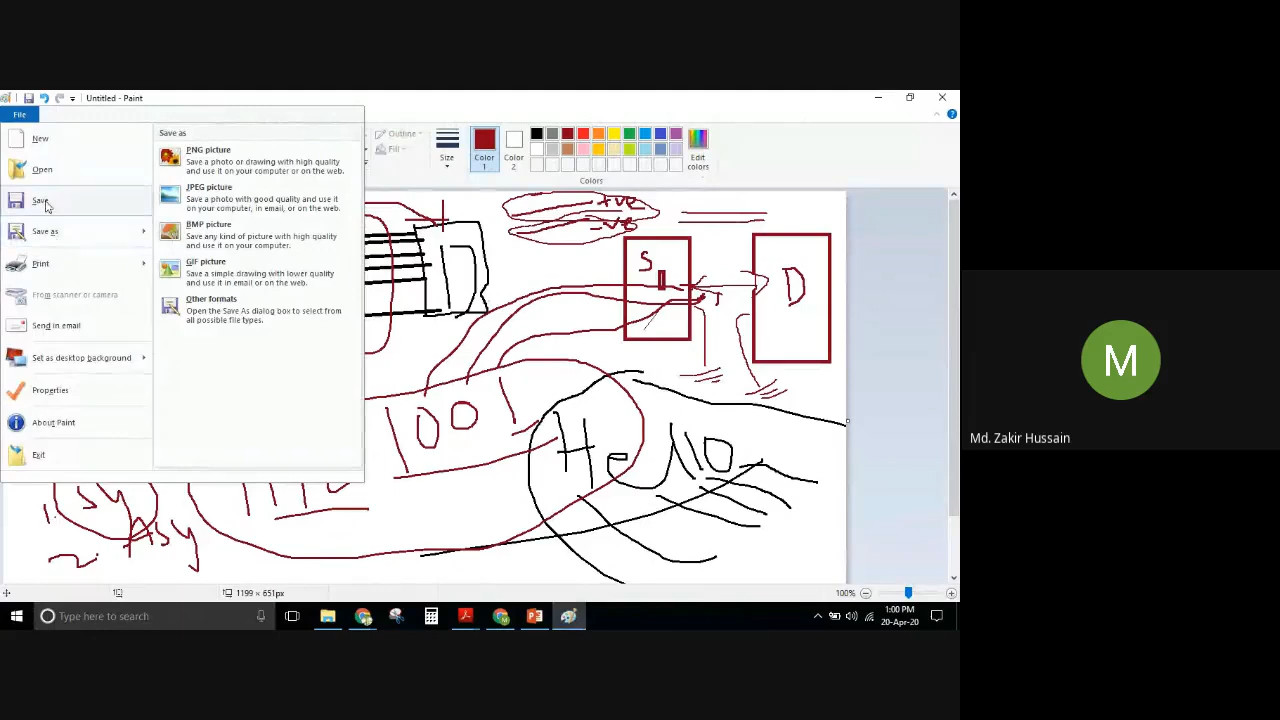 Untitled - Paint
File
New
Open
Save
Save as
Print
From scanner or camera
Send in email
Set as desktop background
Properties
About Paint
Exit
Save as
PNG picture
Save a photo or drawing with high quality
and use it on your computer or on the web.
JPEG picture
Save a photo with good quality and use it
on your computer, in email, or on the web.
BMP picture
Save any kind of picture with high quality
and use it on your computer.
GIF picture
Save a simple drawing with lower quality
and use it in email or on the web.
Other formats
Open the Save As dialog box to select from
all possible file types.
Outline
Fill
Size
Color
1
Color
2
Edit
colors
Colors
+ve
-ve
S
D
D
1001
Asy
1199 × 651px
100%
Type here to search
1:00 PM
20-Apr-20
M
Md. Zakir Hussain